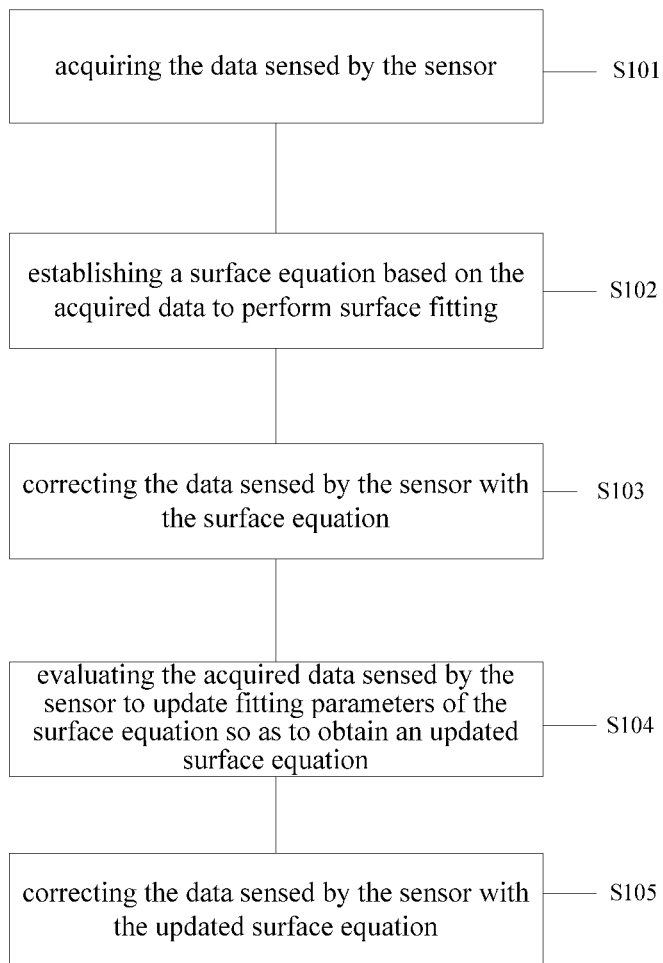 acquiring the data sensed by the sensor
S101
establishing a surface equation based on the
acquired data to perform surface fitting
S102
correcting the data sensed by the sensor with
the surface equation
S103
evaluating the acquired data sensed by the
sensor to update fitting parameters of the
surface equation so as to obtain an updated
surface equation
S104
correcting the data sensed by the sensor with
the updated surface equation
S105